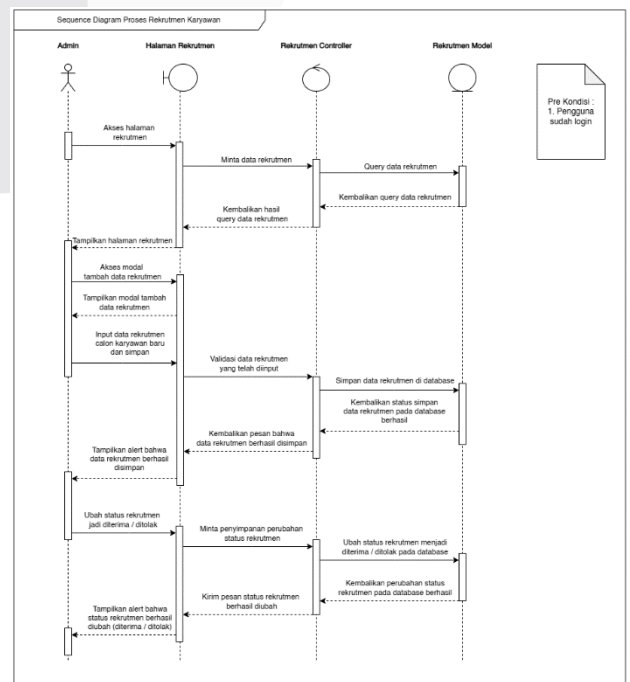 Sequence Diagram Proses Rekrutmen Karyawan
Admin
Halaman Rekrutmen
Rekrutmen Controller
Rekrutmen Model
Pre Kondisi :
1. Pengguna
sudah login
Akses halaman
rekrutmen
Minta data rekrutmen
Query data rekrutmen
Kembalikan query data rekrutmen
Kembalikan hasil
query data rekrutmen
Tampilkan halaman rekrutmen
Akses modal
tambah data rekrutmen
Tampilkan modal tambah
data rekrutmen
Input data rekrutmen
calon karyawan baru
dan simpan
Validasi data rekrutmen
yang telah diinput
Simpan data rekrutmen di database
Kembalikan status simpan
data rekrutmen pada database
berhasil
Kembalikan pesan bahwa
data rekrutmen berhasil disimpan
Tampilkan alert bahwa
data rekrutmen berhasil
disimpan
Ubah status rekrutmen
jadi diterima / ditolak
Minta penyimpanan perubahan
status rekrutmen
Ubah status rekrutmen menjadi
diterima / ditolak pada database
Kembalikan perubahan status
rekrutmen pada database berhasil
Kirim pesan status rekrutmen
berhasil diubah
Tampilkan alert bahwa
status rekrutmen berhasil
diubah (diterima / ditolak)